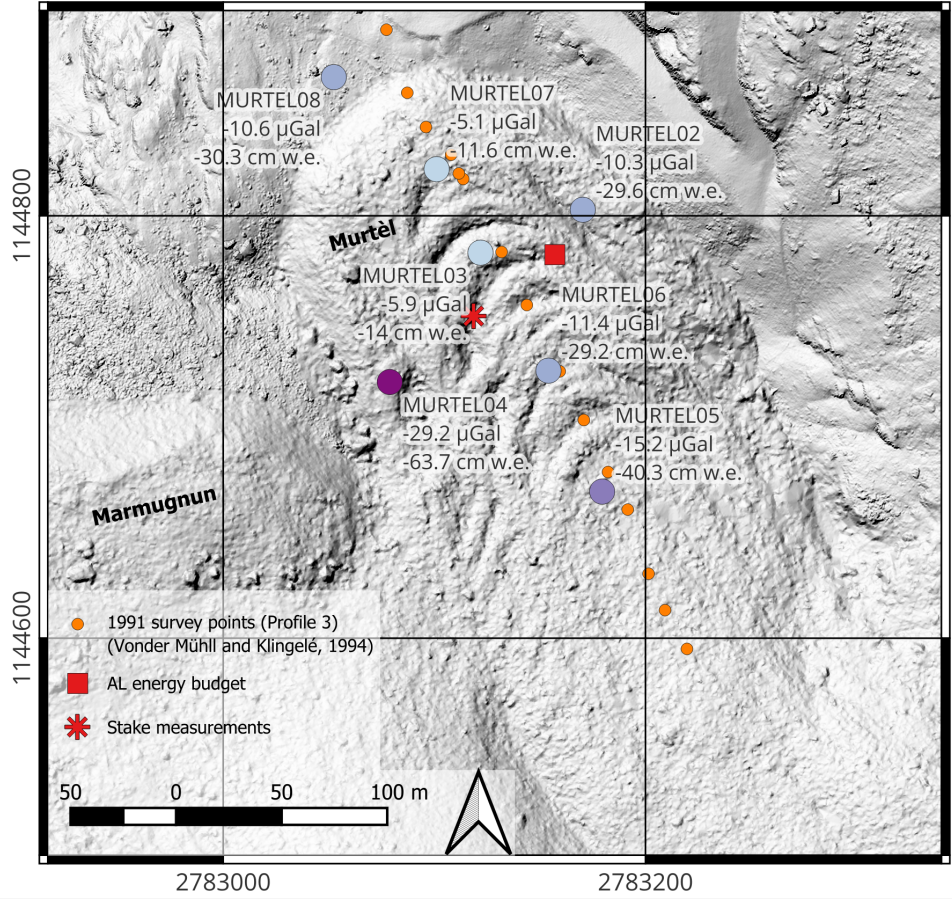 MURTEL08
-10.6 µGal
-30.3 cm w.e.
MURTEL07
-5.1 µGal
-11.6 cm w.e.
MURTEL02
-10.3 µGal
-29.6 cm w.e.
1144800
Murtèl
MURTEL03
-5.9 µGal
-14 cm w.e.
MURTEL06
-11.4 µGal
-29.2 cm w.e.
MURTEL04
-29.2 µGal
-63.7 cm w.e.
MURTEL05
-15.2 µGal
-40.3 cm w.e.
Marmugnun
1144600
1991 survey points (Profile 3)
(Vonder Mühll and Klingelé, 1994)
AL energy budget
Stake measurements
50 0 50 100 m
2783000 2783200